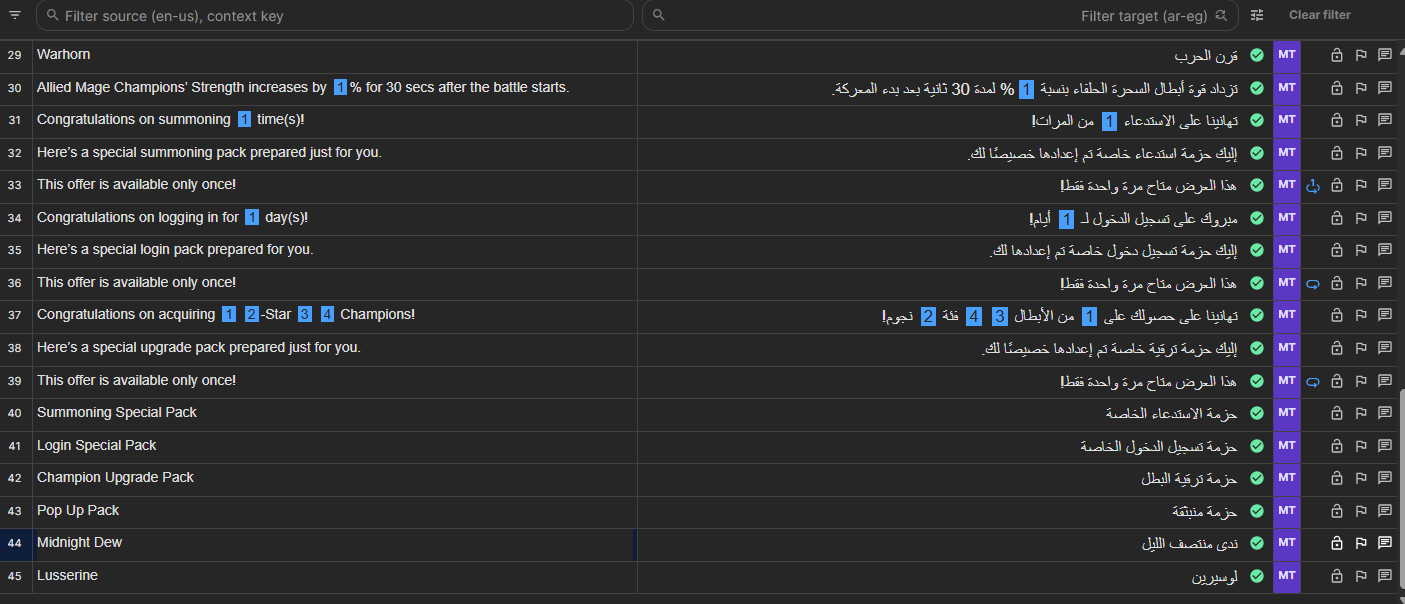 Filter source (en-us), context key
Filter target (ar-eg)
Clear filter
29 Warhorn قرن الحرب MT
30 Allied Mage Champions’ Strength increases by 1 % for 30 secs after the battle starts. تزداد قوة أبطال السحرة الحلفاء بنسبة 1 % لمدة 30 ثانية بعد بدء المعركة. MT
31 Congratulations on summoning 1 time(s)! تهانينا على الاستدعاء 1 من المرات! MT
32 Here’s a special summoning pack prepared just for you. إليك حزمة استدعاء خاصة تم إعدادها خصيصًا لك. MT
33 This offer is available only once! هذا العرض متاح مرة واحدة فقط! MT
34 Congratulations on logging in for 1 day(s)! مبروك على تسجيل الدخول لـ 1 أيام! MT
35 Here’s a special login pack prepared for you. إليك حزمة تسجيل دخول خاصة تم إعدادها لك. MT
36 This offer is available only once! هذا العرض متاح مرة واحدة فقط! MT
37 Congratulations on acquiring 1 2 -Star 3 4 Champions! تهانينا على حصولك على 1 من الأبطال 3 4 فئة 2 نجوم! MT
38 Here’s a special upgrade pack prepared just for you. إليك حزمة ترقية خاصة تم إعدادها خصيصًا لك. MT
39 This offer is available only once! هذا العرض متاح مرة واحدة فقط! MT
40 Summoning Special Pack حزمة الاستدعاء الخاصة MT
41 Login Special Pack حزمة تسجيل الدخول الخاصة MT
42 Champion Upgrade Pack حزمة ترقية البطل MT
43 Pop Up Pack حزمة منبثقة MT
44 Midnight Dew ندى منتصف الليل MT
45 Lusserine لوسيرين MT